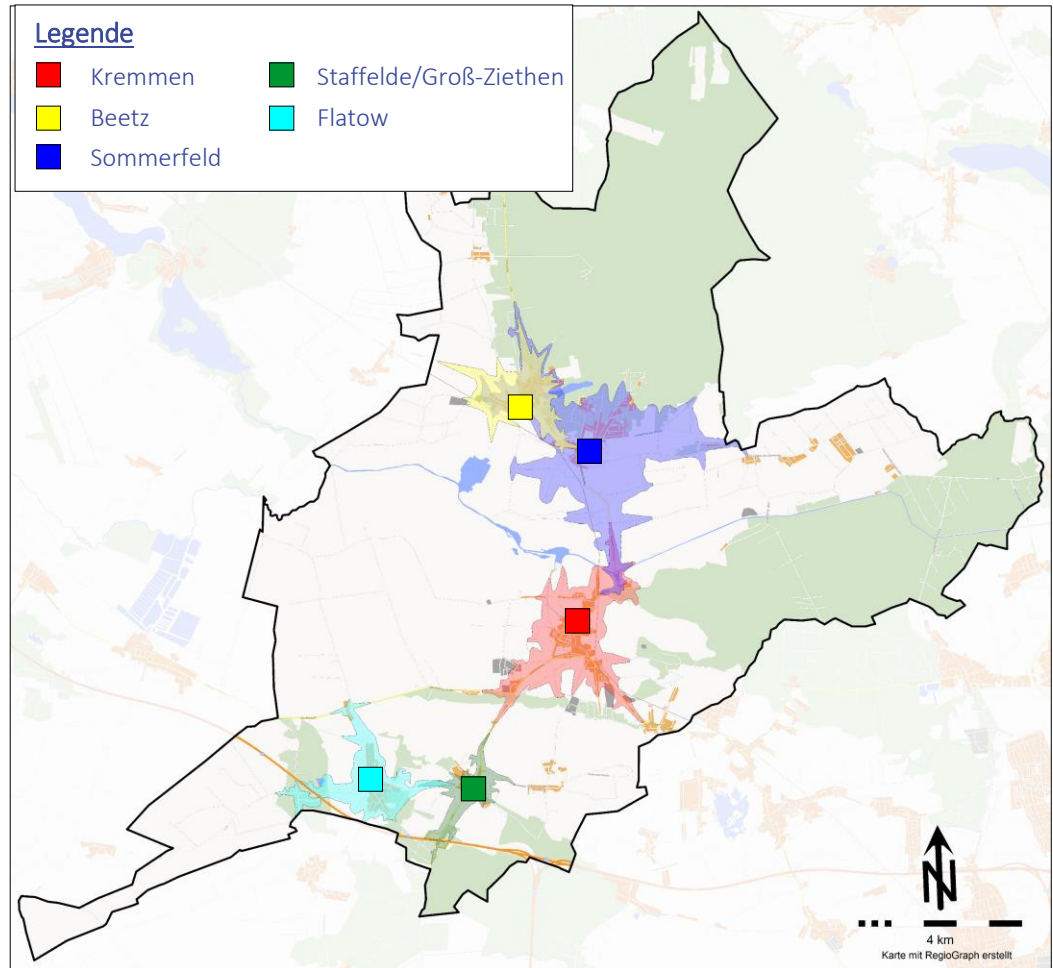 Legende
Kremmen
Staffelde/Groß-Ziethen
Beetz
Flatow
Sommerfeld
N
4 km
Karte mit RegioGraph erstellt